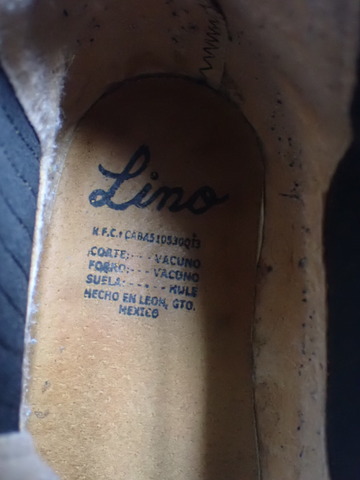 Lino
CORTE:--- VACUNO
FORRO:--- VACUNO
SUELA:------ HULE
HECHO EN LEON, GTO.
MEXICO